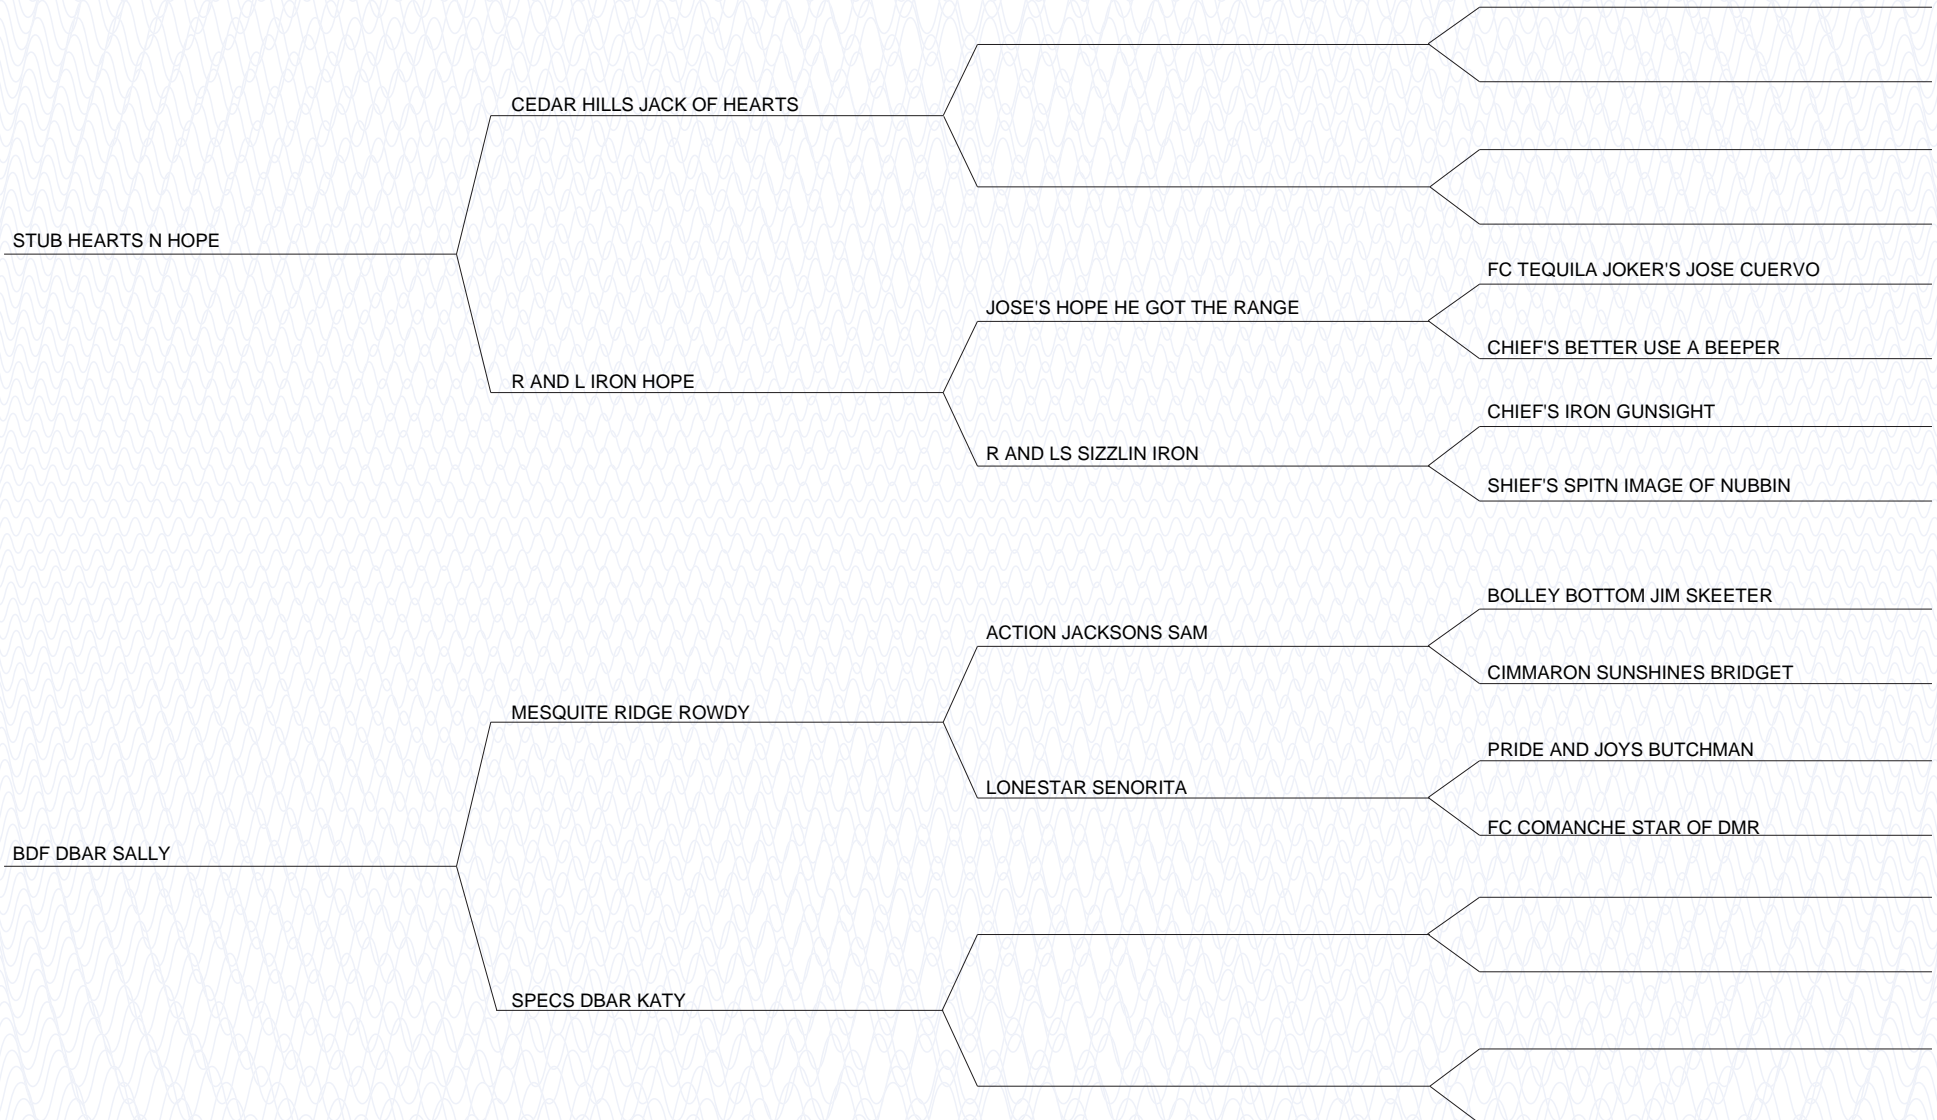 CEDAR HILLS JACK OF HEARTS
STUB HEARTS N HOPE
FC TEQUILA JOKER'S JOSE CUERVO
JOSE'S HOPE HE GOT THE RANGE
CHIEF'S BETTER USE A BEEPER
R AND L IRON HOPE
CHIEF'S IRON GUNSIGHT
R AND LS SIZZLIN IRON
SHIEF'S SPITN IMAGE OF NUBBIN
BOLLEY BOTTOM JIM SKEETER
ACTION JACKSONS SAM
CIMMARON SUNSHINES BRIDGET
MESQUITE RIDGE ROWDY
PRIDE AND JOYS BUTCHMAN
LONESTAR SENORITA
FC COMANCHE STAR OF DMR
BDF DBAR SALLY
SPECS DBAR KATY